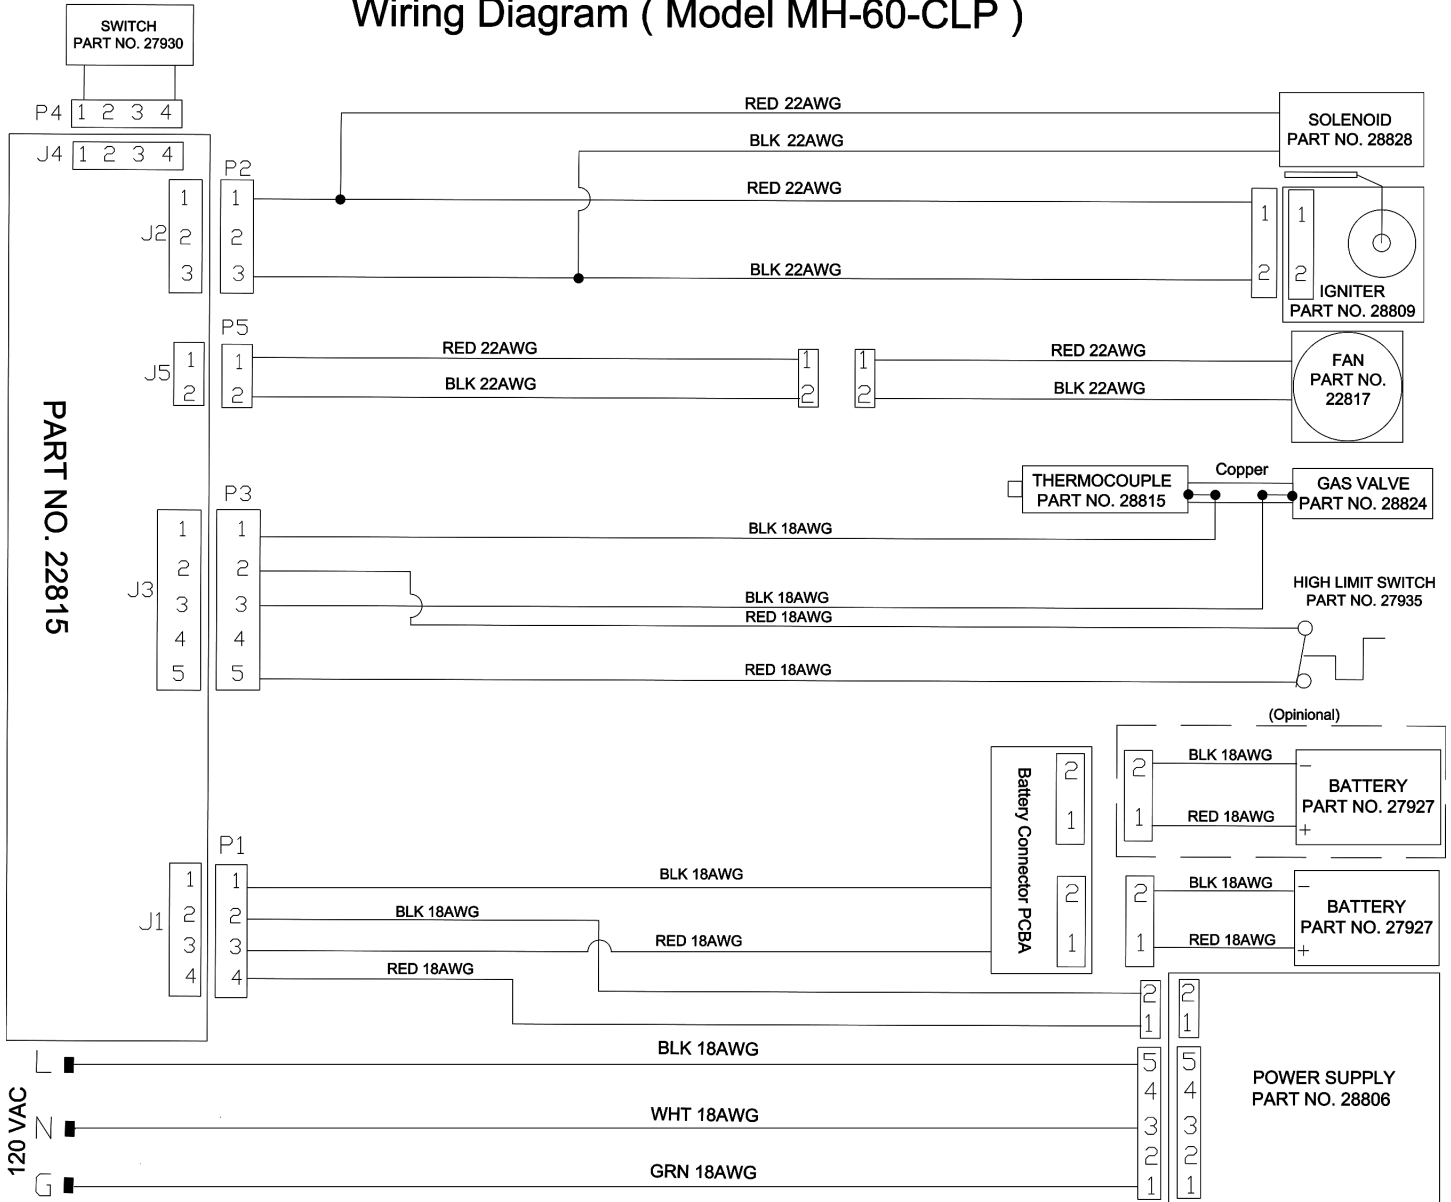 Wiring Diagram ( Model MH-60-CLP )
SWITCH
PART NO. 27930
P4 1 2 3 4
J4 1 2 3 4
RED 22AWG
BLK 22AWG
SOLENOID
PART NO. 28828
P2
J2
1
2
3
1
2
3
RED 22AWG
BLK 22AWG
1
2
1
2
IGNITER
PART NO. 28809
P5
J5
1
2
1
2
RED 22AWG
BLK 22AWG
1
2
1
2
RED 22AWG
BLK 22AWG
FAN
PART NO.
22817
PART NO. 22815
THERMOCOUPLE
PART NO. 28815
Copper
GAS VALVE
PART NO. 28824
P3
J3
1
2
3
4
5
1
2
3
4
5
BLK 18AWG
BLK 18AWG
RED 18AWG
RED 18AWG
HIGH LIMIT SWITCH
PART NO. 27935
(Opinional)
Battery Connector PCBA
2
1
2
1
2
1
BLK 18AWG
RED 18AWG
−
+
BATTERY
PART NO. 27927
2
1
BLK 18AWG
RED 18AWG
−
+
BATTERY
PART NO. 27927
P1
J1
1
2
3
4
1
2
3
4
BLK 18AWG
BLK 18AWG
RED 18AWG
RED 18AWG
2
1
2
1
5
4
3
2
1
5
4
3
2
1
POWER SUPPLY
PART NO. 28806
120 VAC
L
BLK 18AWG
N
WHT 18AWG
G
GRN 18AWG